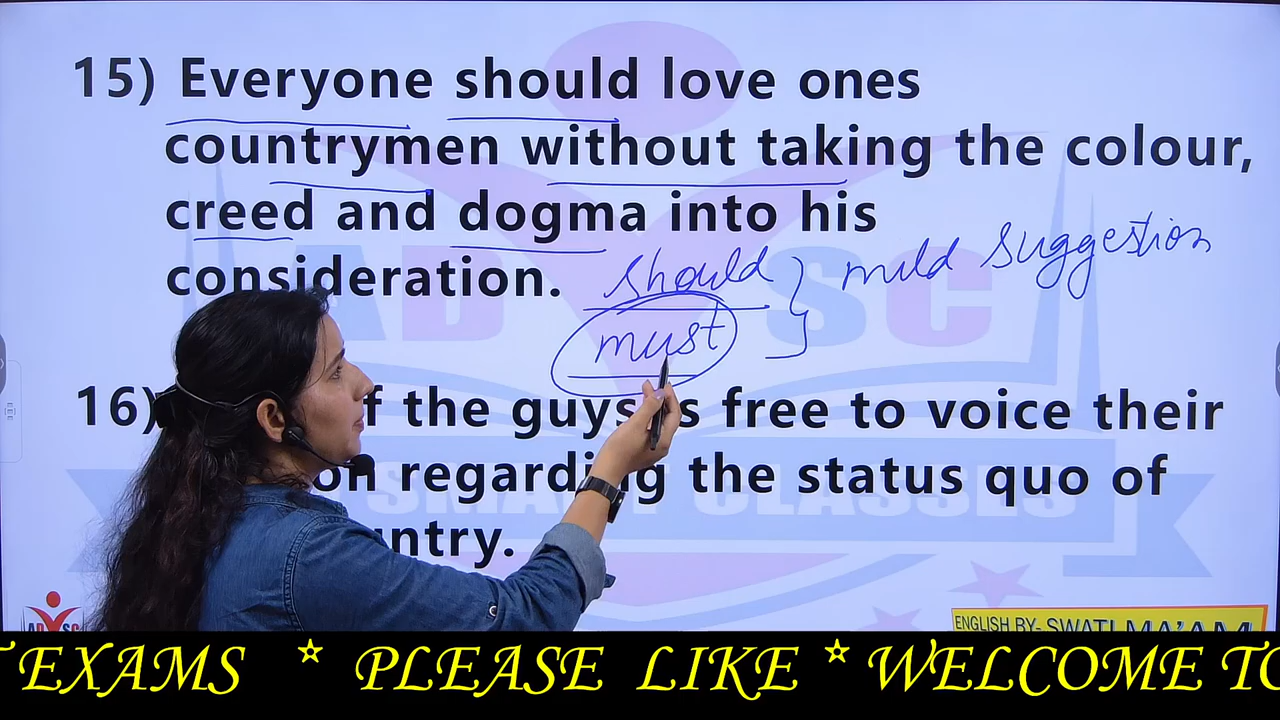 15) Everyone should love ones
countrymen without taking the colour,
creed and dogma into his
consideration.
should } mild suggestion
must
16) f the guys s free to voice their
on regarding the status quo of
untry.
ENGLISH BY- SWATI MA'AM
EXAMS * PLEASE LIKE * WELCOME TO